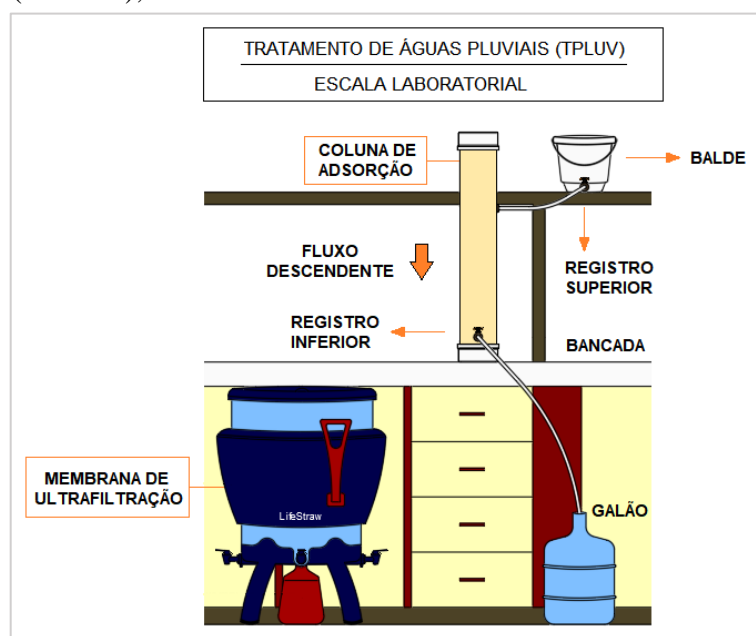 TRATAMENTO DE ÁGUAS PLUVIAIS (TPLUV)
ESCALA LABORATORIAL
COLUNA DE
ADSORÇÃO
BALDE
FLUXO
DESCENDENTE
REGISTRO
SUPERIOR
REGISTRO
INFERIOR
BANCADA
MEMBRANA DE
ULTRAFILTRAÇÃO
LifeStraw
GALÃO